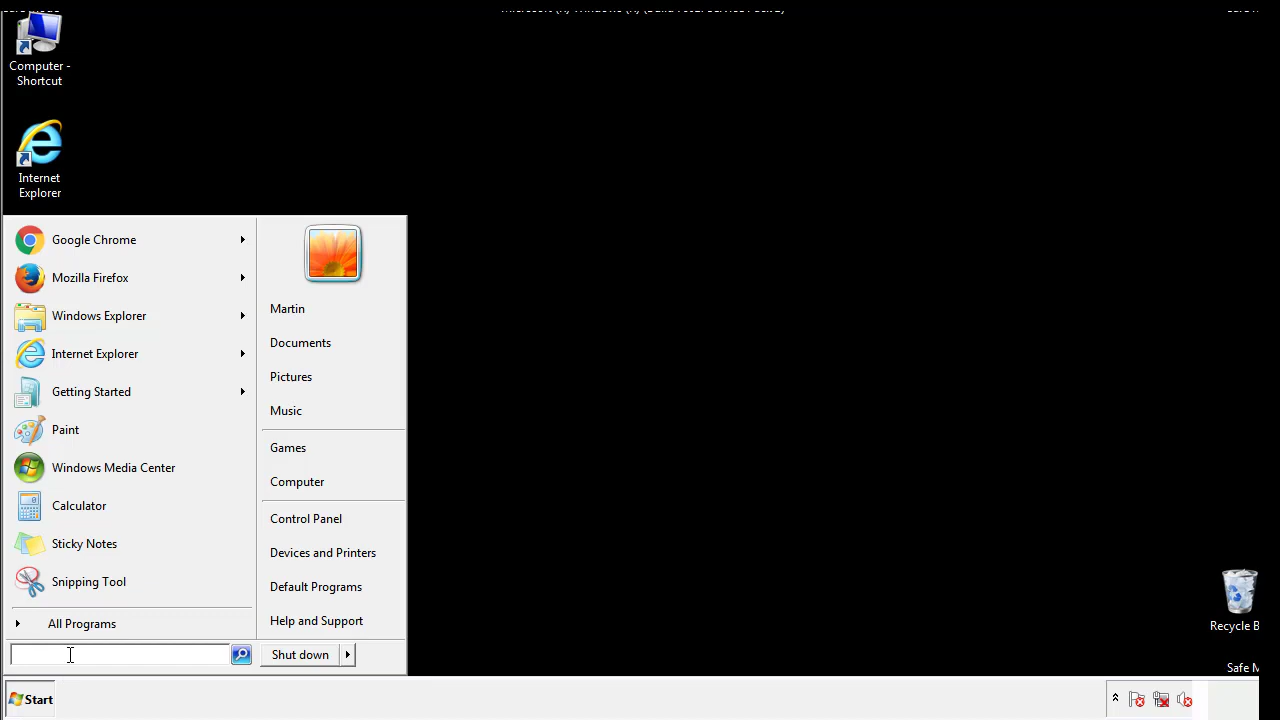 Computer -
Shortcut
Internet
Explorer
Google Chrome
Mozilla Firefox
Windows Explorer
Internet Explorer
Getting Started
Paint
Windows Media Center
Calculator
Sticky Notes
Snipping Tool
All Programs
Martin
Documents
Pictures
Music
Games
Computer
Control Panel
Devices and Printers
Default Programs
Help and Support
Shut down
Recycle B
Safe M
Start